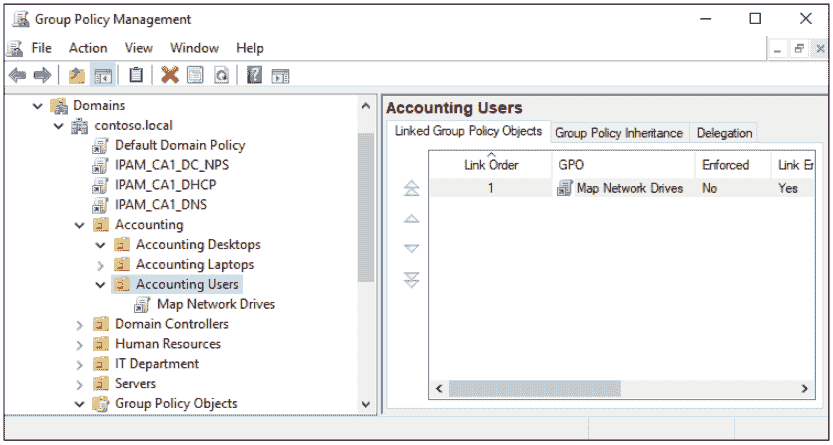 Group Policy Management
File Action View Window Help
Domains
contoso.local
Default Domain Policy
IPAM_CA1_DC_NPS
IPAM_CA1_DHCP
IPAM_CA1_DNS
Accounting
Accounting Desktops
Accounting Laptops
Accounting Users
Map Network Drives
Domain Controllers
Human Resources
IT Department
Servers
Group Policy Objects
Accounting Users
Linked Group Policy Objects Group Policy Inheritance Delegation
Link Order GPO Enforced Link Er
1 Map Network Drives No Yes